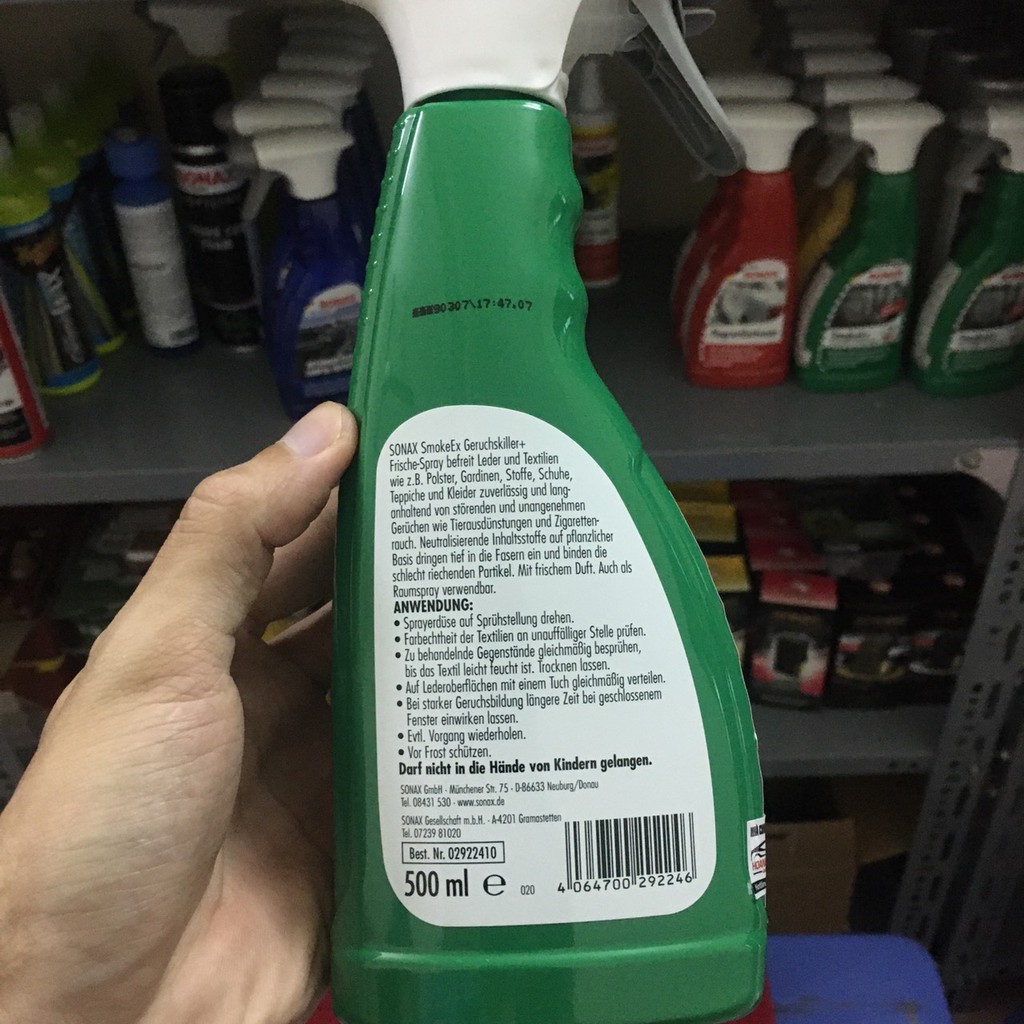 90307\17:47.07
SONAX SmokeEx Geruchskiller+
Frische-Spray befreit Leder und Textilien
wie z.B. Polster, Gardinen, Stoffe, Schuhe,
Teppiche und Kleider zuverlässig und lang-
anhaltend von störenden und unangenehmen
Gerüchen wie Tierausdünstungen und Zigaretten-
rauch. Neutralisierende Inhaltsstoffe auf pflanzlicher
Basis dringen tief in die Fasern ein und binden die
schlecht riechenden Partikel. Mit frischem Duft. Auch als
Raumspray verwendbar.
ANWENDUNG:
• Sprayerdüse auf Sprühstellung drehen.
• Farbechtheit der Textilien an unauffälliger Stelle prüfen.
• Zu behandelnde Gegenstände gleichmäßig besprühen,
bis das Textil leicht feucht ist. Trocknen lassen.
• Auf Lederoberflächen mit einem Tuch gleichmäßig verteilen.
• Bei starker Geruchsbildung längere Zeit bei geschlossenem
Fenster einwirken lassen.
• Evtl. Vorgang wiederholen.
• Vor Frost schützen.
Darf nicht in die Hände von Kindern gelangen.
SONAX GmbH · Münchener Str. 75 · D-86633 Neuburg/Donau
Tel. 08431 530 · www.sonax.de
SONAX Gesellschaft m.b.H. · A-4201 Gramastetten
Tel. 07239 81020
Best. Nr. 02922410
500 ml e 020
4 064700 292246
SONAX